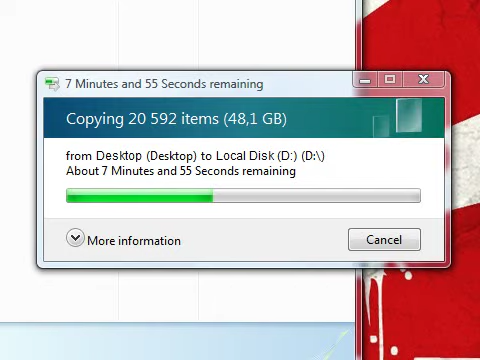 7 Minutes and 55 Seconds remaining
Copying 20 592 items (48,1 GB)
from Desktop (Desktop) to Local Disk (D:) (D:\)
About 7 Minutes and 55 Seconds remaining
More information
Cancel